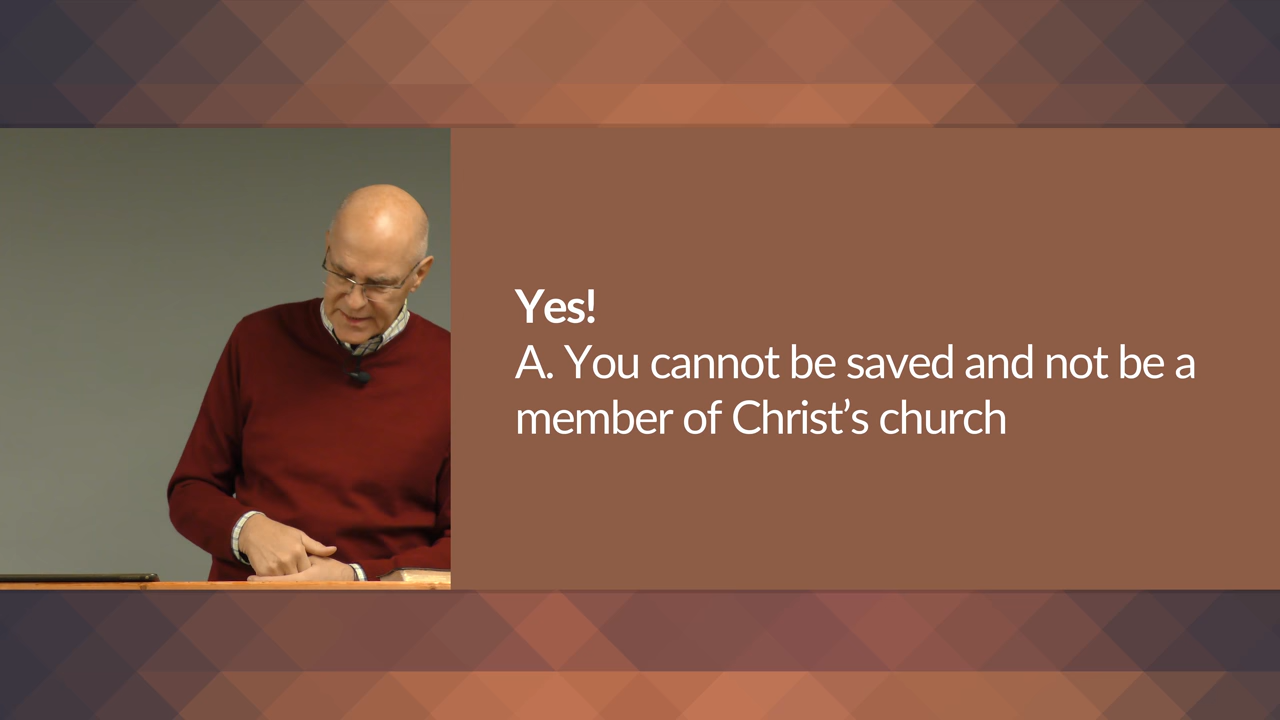 Yes!
A. You cannot be saved and not be a
member of Christ’s church